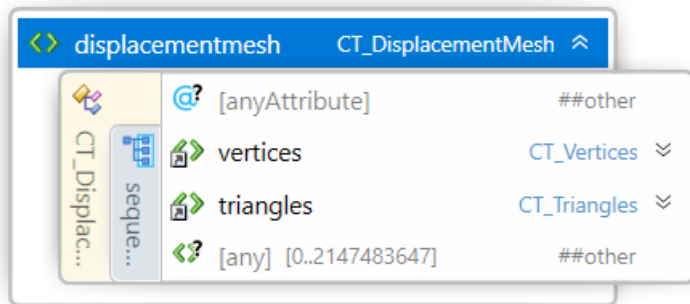 displacementmesh CT_DisplacementMesh
CT_Displac...
seque...
[anyAttribute] ##other
vertices CT_Vertices
triangles CT_Triangles
[any] [0..2147483647] ##other